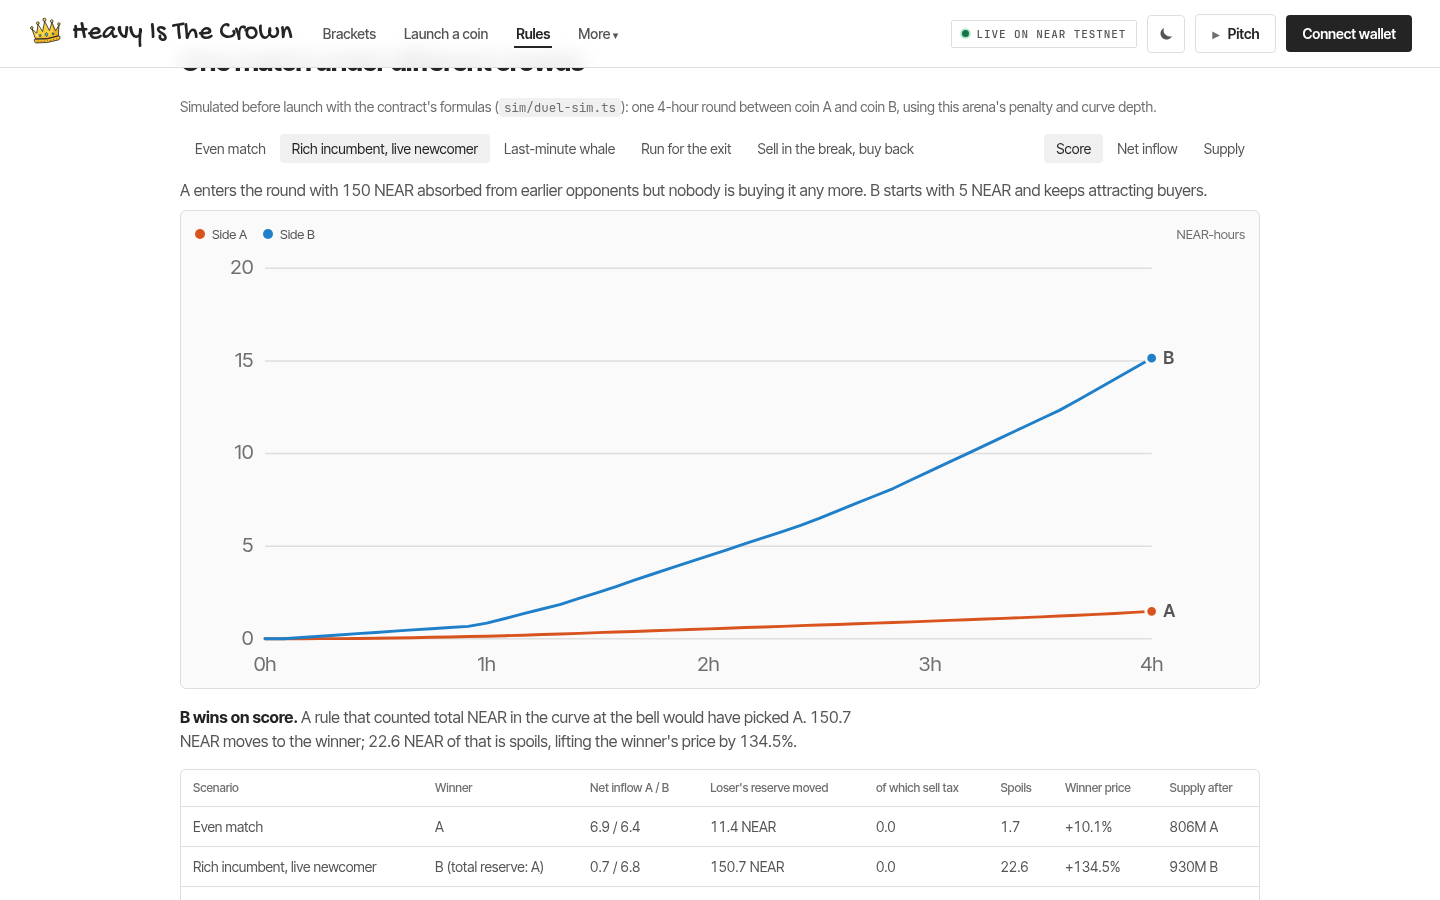 Heavy Is The Crown
Brackets
Launch a coin
Rules
More ▾
LIVE ON NEAR TESTNET
▶ Pitch
Connect wallet
One match under different crowds
Simulated before launch with the contract's formulas ( sim/duel-sim.ts ): one 4-hour round between coin A and coin B, using this arena's penalty and curve depth.
Even match
Rich incumbent, live newcomer
Last-minute whale
Run for the exit
Sell in the break, buy back
Score
Net inflow
Supply
A enters the round with 150 NEAR absorbed from earlier opponents but nobody is buying it any more. B starts with 5 NEAR and keeps attracting buyers.
Side A
Side B
NEAR-hours
20
15
10
5
0
B
A
0h
1h
2h
3h
4h
B wins on score. A rule that counted total NEAR in the curve at the bell would have picked A. 150.7
NEAR moves to the winner; 22.6 NEAR of that is spoils, lifting the winner's price by 134.5%.
Scenario Winner Net inflow A / B Loser's reserve moved of which sell tax Spoils Winner price Supply after
Even match A 6.9 / 6.4 11.4 NEAR 0.0 1.7 +10.1% 806M A
Rich incumbent, live newcomer B (total reserve: A) 0.7 / 6.8 150.7 NEAR 0.0 22.6 +134.5% 930M B